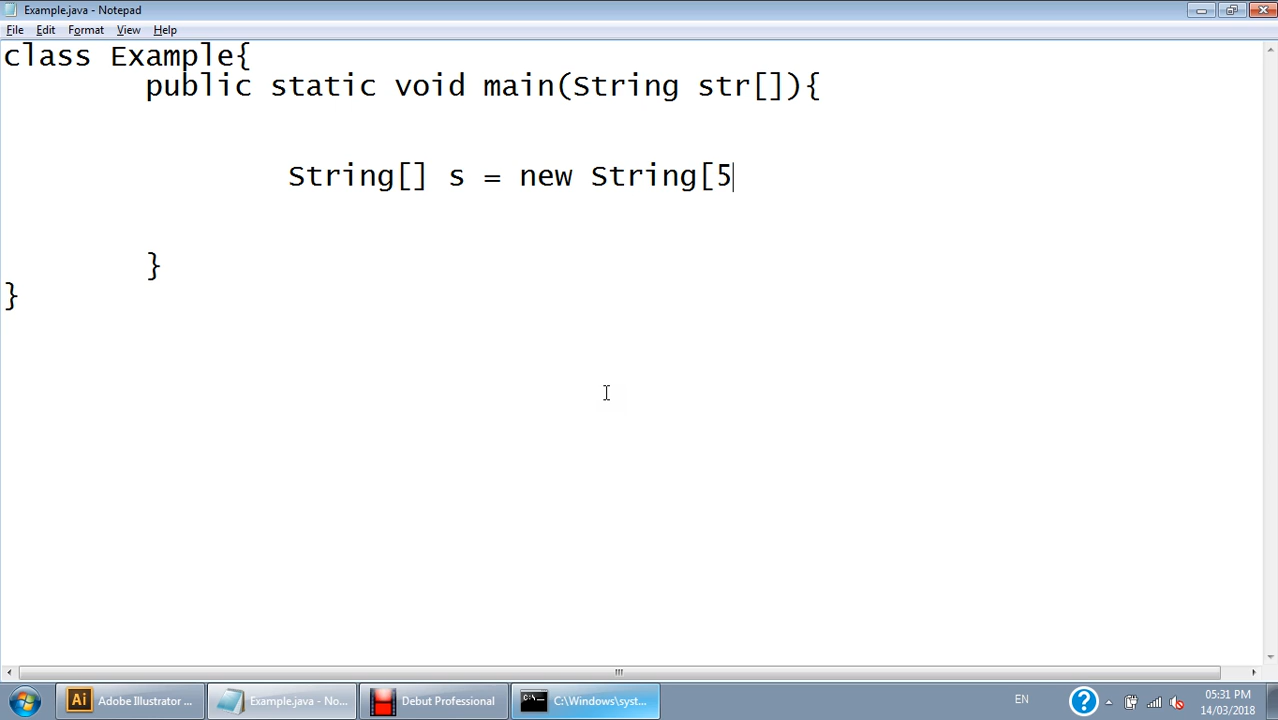 Example.java - Notepad
File Edit Format View Help
class Example{
public static void main(String str[]){
String[] s = new String[5
}
}
Ai Adobe Illustrator ... Example.java - No... Debut Professional C:\Windows\syst... EN 05:31 PM
14/03/2018